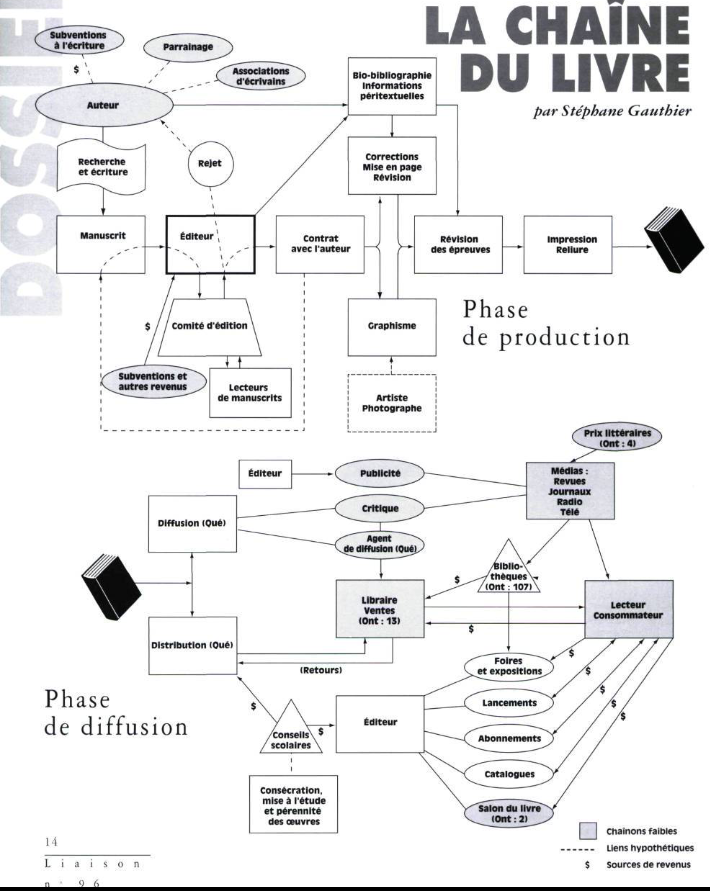 DOSSIER
LA CHAÎNE
DU LIVRE
par Stéphane Gauthier
Subventions
à l'écriture
$
Parrainage
Associations
d'écrivains
Auteur
Bio-bibliographie
Informations
péritextuelles
Recherche
et écriture
Rejet
Corrections
Mise en page
Révision
Manuscrit
Éditeur
Contrat
avec l'auteur
Révision
des épreuves
Impression
Reliure
$
Comité d'édition
Graphisme
Phase
de production
Subventions et
autres revenus
Lecteurs
de manuscrits
Artiste
Photographe
Prix littéraires
(Ont : 4)
Éditeur
Publicité
Médias :
Revues
Journaux
Radio
Télé
Critique
Diffusion (Qué)
Agent
de diffusion (Qué)
Biblio-
thèques
(Ont : 107)
$
Libraire
Ventes
(Ont : 13)
Lecteur
Consommateur
$
Distribution (Qué)
(Retours)
Foires
et expositions
$
Phase
de diffusion
$
Conseils
scolaires
$
Éditeur
Lancements
$
Abonnements
$
$
Catalogues
Salon du livre
(Ont : 2)
Consécration,
mise à l'étude
et pérennité
des œuvres
Chaînons faibles
Liens hypothétiques
$ Sources de revenus
14
Liaison
n° 96